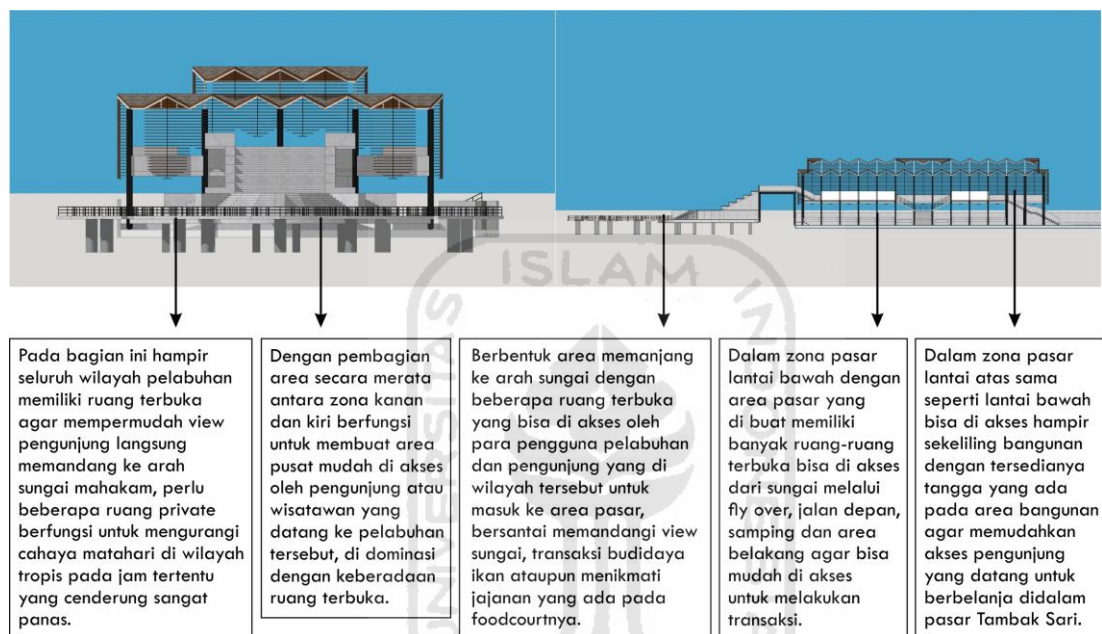 ISLAM
UNIVERSITAS
INDONESIA
Pada bagian ini hampir
seluruh wilayah pelabuhan
memiliki ruang terbuka
agar mempermudah view
pengunjung langsung
memandang ke arah
sungai mahakam, perlu
beberapa ruang private
berfungsi untuk mengurangi
cahaya matahari di wilayah
tropis pada jam tertentu
yang cenderung sangat
panas.
Dengan pembagian
area secara merata
antara zona kanan
dan kiri berfungsi
untuk membuat area
pusat mudah di akses
oleh pengunjung atau
wisatawan yang
datang ke pelabuhan
tersebut, di dominasi
dengan keberadaan
ruang terbuka.
Berbentuk area memanjang
ke arah sungai dengan
beberapa ruang terbuka
yang bisa di akses oleh
para pengguna pelabuhan
dan pengunjung yang di
wilayah tersebut untuk
masuk ke area pasar,
bersantai menandangi view
sungai, transaksi budidaya
ikan ataupun menikmati
jajanan yang ada pada
foodcourtnya.
Dalam zona pasar
lantai bawah dengan
area pasar yang
di buat memiliki
banyak ruang-ruang
terbuka bisa di akses
dari sungai melalui
fly over, jalan depan,
samping dan area
belakang agar bisa
mudah di akses
untuk melakukan
transaksi.
Dalam zona pasar
lantai atas sama
seperti lantai bawah
bisa di akses hampir
sekeliling bangunan
dengan tersedianya
tangga yang ada
pada area bangunan
agar memudahkan
akses pengunjung
yang datang untuk
berbelanja didalam
pasar Tambak Sari.